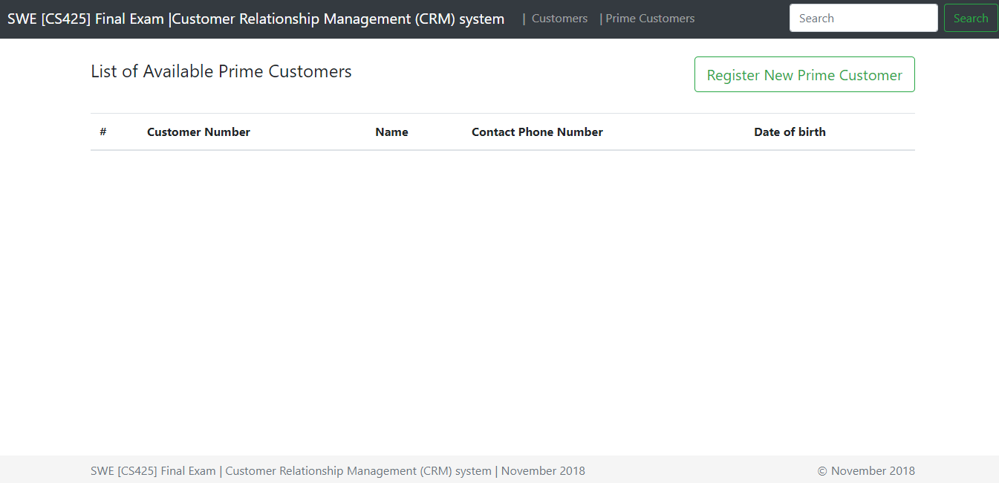 SWE [CS425] Final Exam |Customer Relationship Management (CRM) system | Customers | Prime Customers Search Search
List of Available Prime Customers Register New Prime Customer
# Customer Number Name Contact Phone Number Date of birth
SWE [CS425] Final Exam | Customer Relationship Management (CRM) system | November 2018 © November 2018